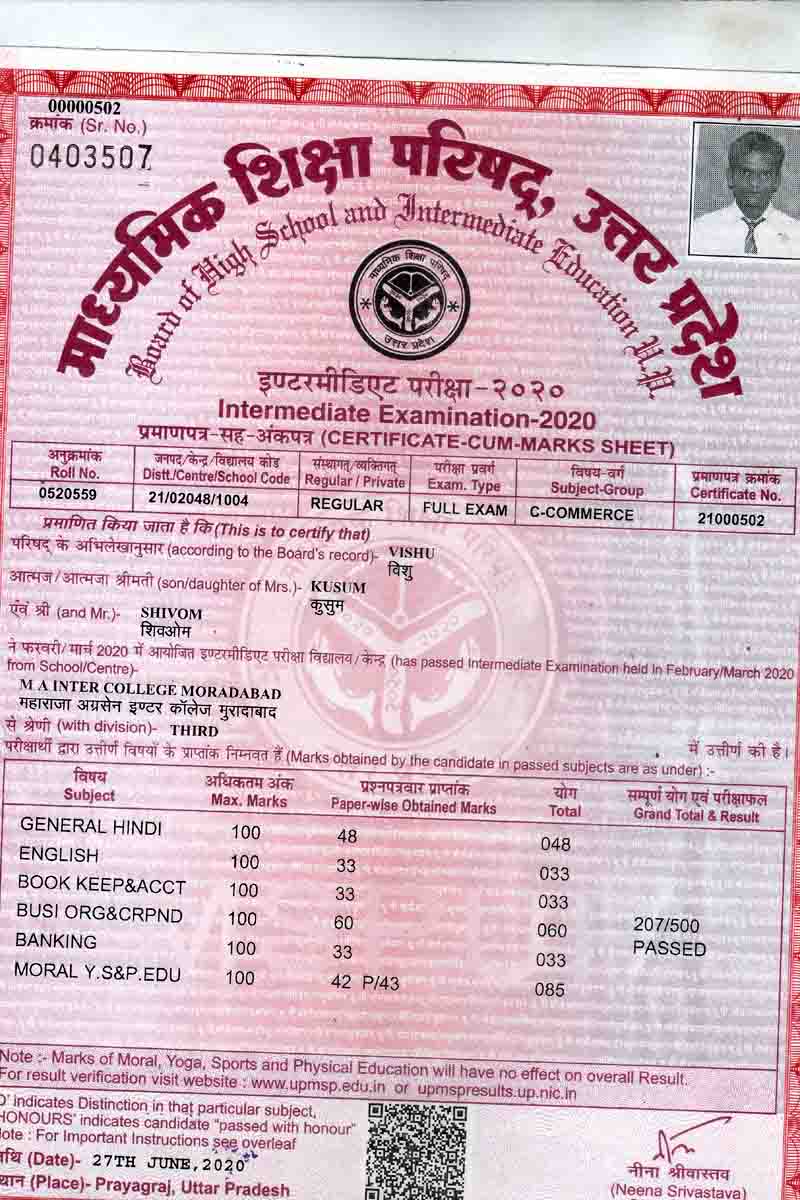 00000502
क्रमांक (Sr. No.)
0403507
माध्यमिक शिक्षा परिषद्, उत्तर प्रदेश
Board of High School and Intermediate Education U.P.
माध्यमिक शिक्षा परिषद्
उत्तर प्रदेश
इण्टरमीडिएट परीक्षा-२०२०
Intermediate Examination-2020
प्रमाणपत्र-सह-अंकपत्र (CERTIFICATE-CUM-MARKS SHEET)
अनुक्रमांक जनपद/केन्द्र/विद्यालय कोड संस्थागत/व्यक्तिगत परीक्षा प्रवर्ग विषय-वर्ग प्रमाणपत्र क्रमांक
Roll No. Distt./Centre/School Code Regular / Private Exam. Type Subject-Group Certificate No.
0520559 21/02048/1004 REGULAR FULL EXAM C-COMMERCE 21000502
प्रमाणित किया जाता है कि (This is to certify that)
परिषद् के अभिलेखानुसार (according to the Board's record)- VISHU
विशु
आत्मज/आत्मजा श्रीमती (son/daughter of Mrs.)- KUSUM
कुसुम
एवं श्री (and Mr.)- SHIVOM
शिवओम
ने फरवरी/मार्च 2020 में आयोजित इण्टरमीडिएट परीक्षा विद्यालय/केन्द्र (has passed Intermediate Examination held in February/March 2020
from School/Centre)-
M A INTER COLLEGE MORADABAD
महाराजा अग्रसेन इण्टर कॉलेज मुरादाबाद
से श्रेणी (with division)- THIRD में उत्तीर्ण की है।
परीक्षार्थी द्वारा उत्तीर्ण विषयों के प्राप्तांक निम्नवत हैं (Marks obtained by the candidate in passed subjects are as under) :-
विषय अधिकतम अंक प्रश्नपत्रवार प्राप्तांक योग सम्पूर्ण योग एवं परीक्षाफल
Subject Max. Marks Paper-wise Obtained Marks Total Grand Total & Result
GENERAL HINDI 100 48 048
ENGLISH 100 33 033
BOOK KEEP&ACCT 100 33 033
BUSI ORG&CRPND 100 60 060 207/500
BANKING 100 33 033 PASSED
MORAL Y.S&P.EDU 100 42 P/43 085
Note :- Marks of Moral, Yoga, Sports and Physical Education will have no effect on overall Result.
For result verification visit website : www.upmsp.edu.in or upmspresults.up.nic.in
D' indicates Distinction in that particular subject,
HONOURS' indicates candidate "passed with honour"
Note : For Important Instructions see overleaf
तिथि (Date)- 27TH JUNE,2020
स्थान (Place)- Prayagraj, Uttar Pradesh
नीना श्रीवास्तव
(Neena Srivastava)